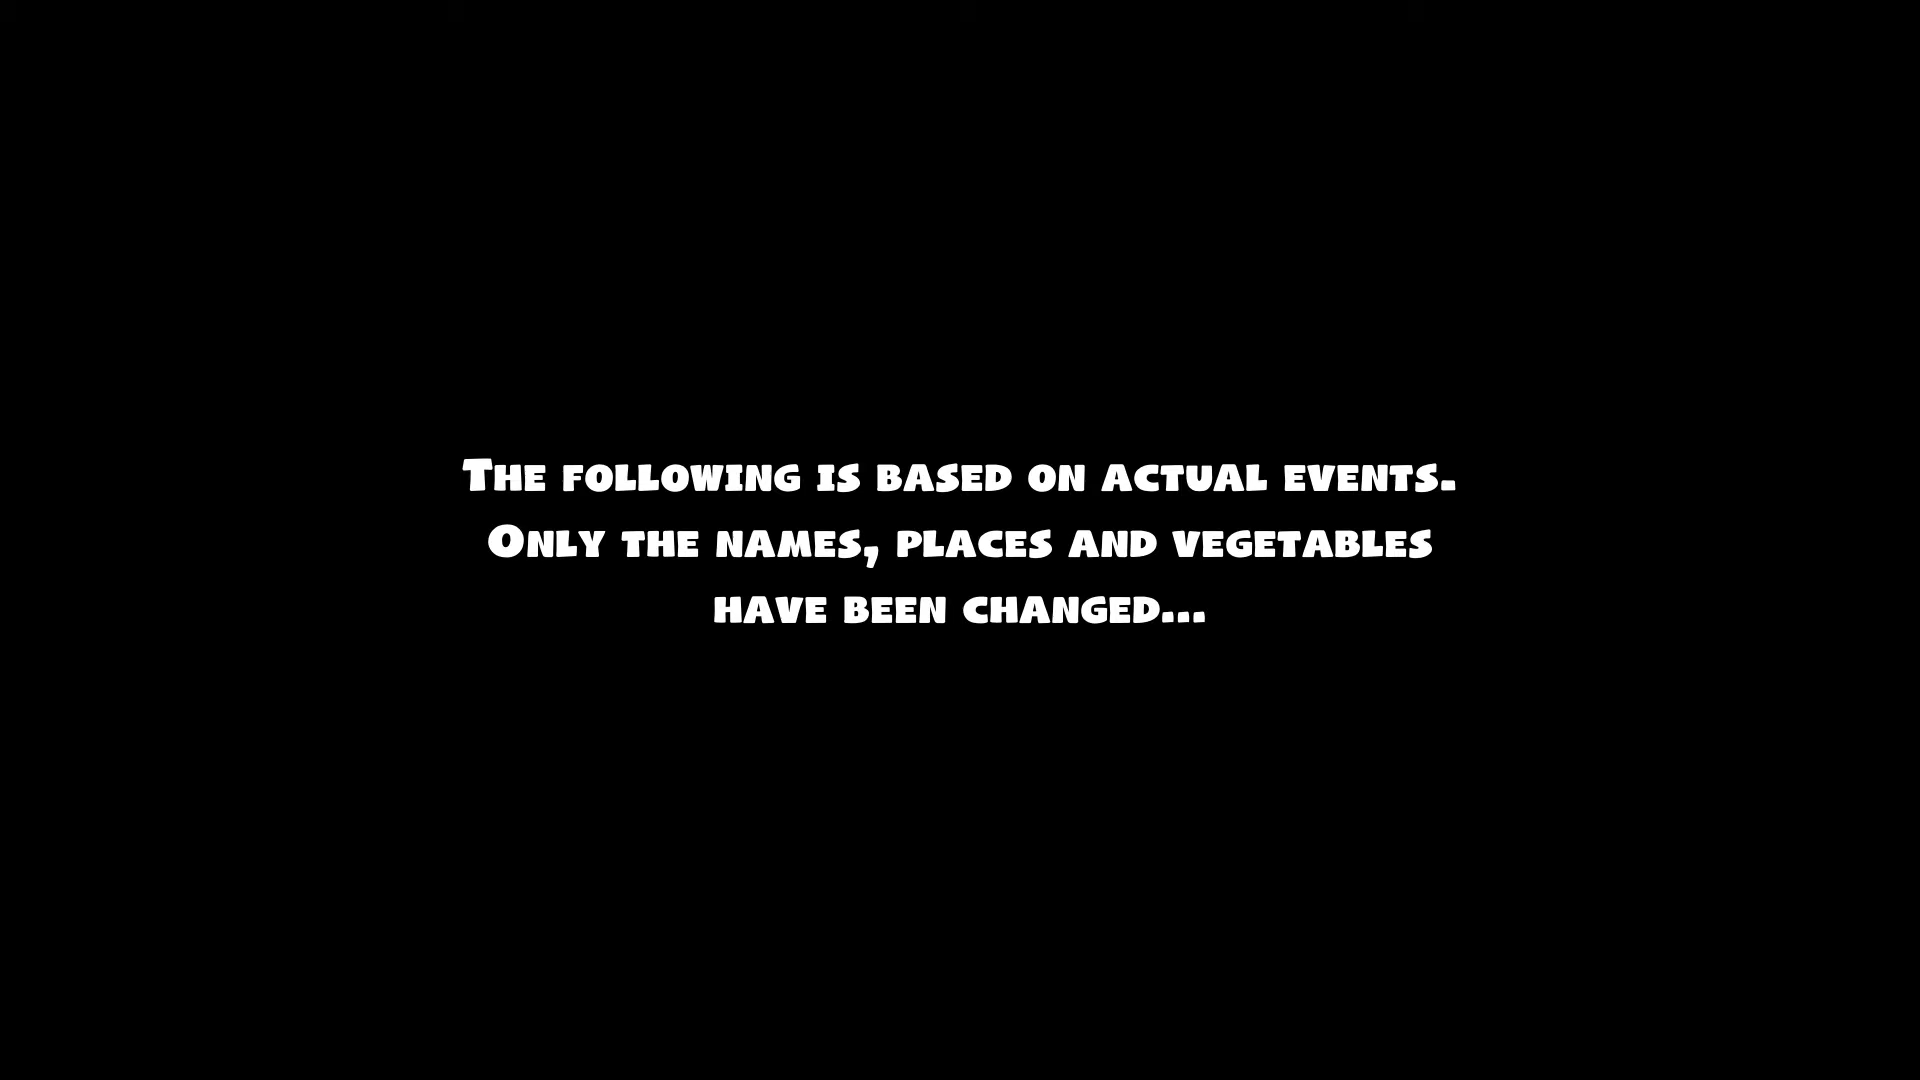 The following is based on actual events.
Only the names, places and vegetables
have been changed...